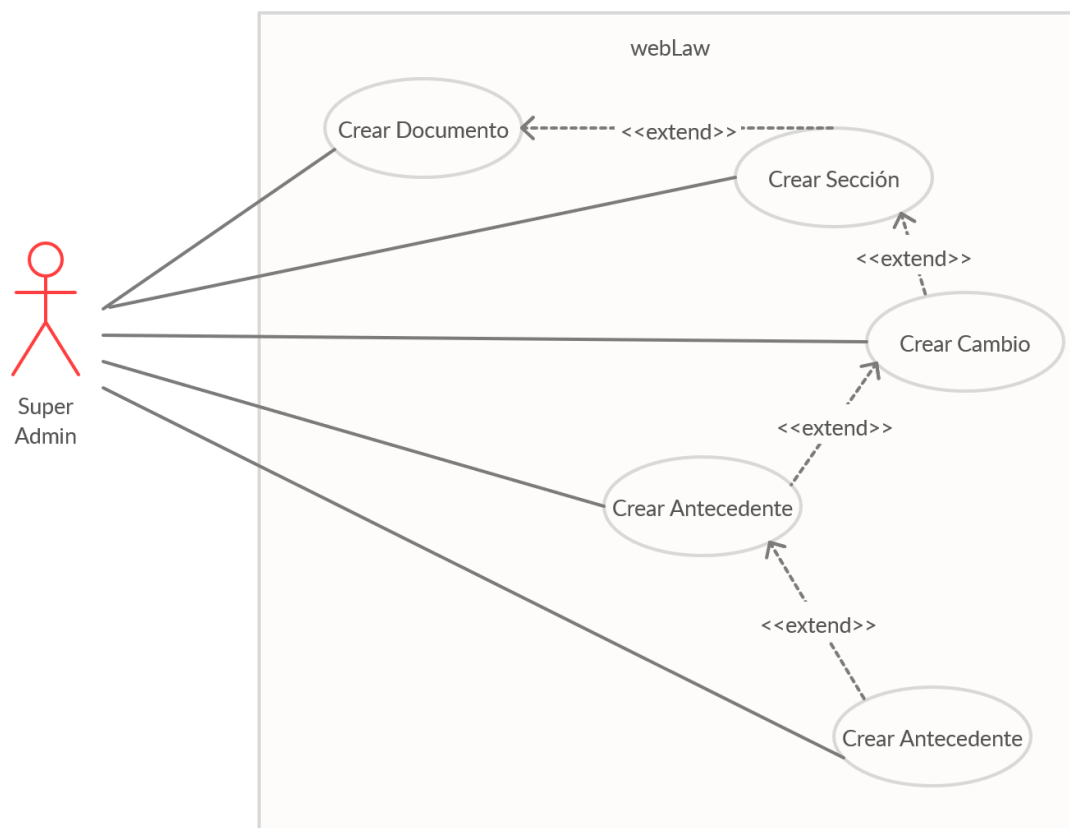 webLaw
Crear Documento
<<extend>>
Crear Sección
<<extend>>
Crear Cambio
Super
Admin
<<extend>>
Crear Antecedente
<<extend>>
Crear Antecedente